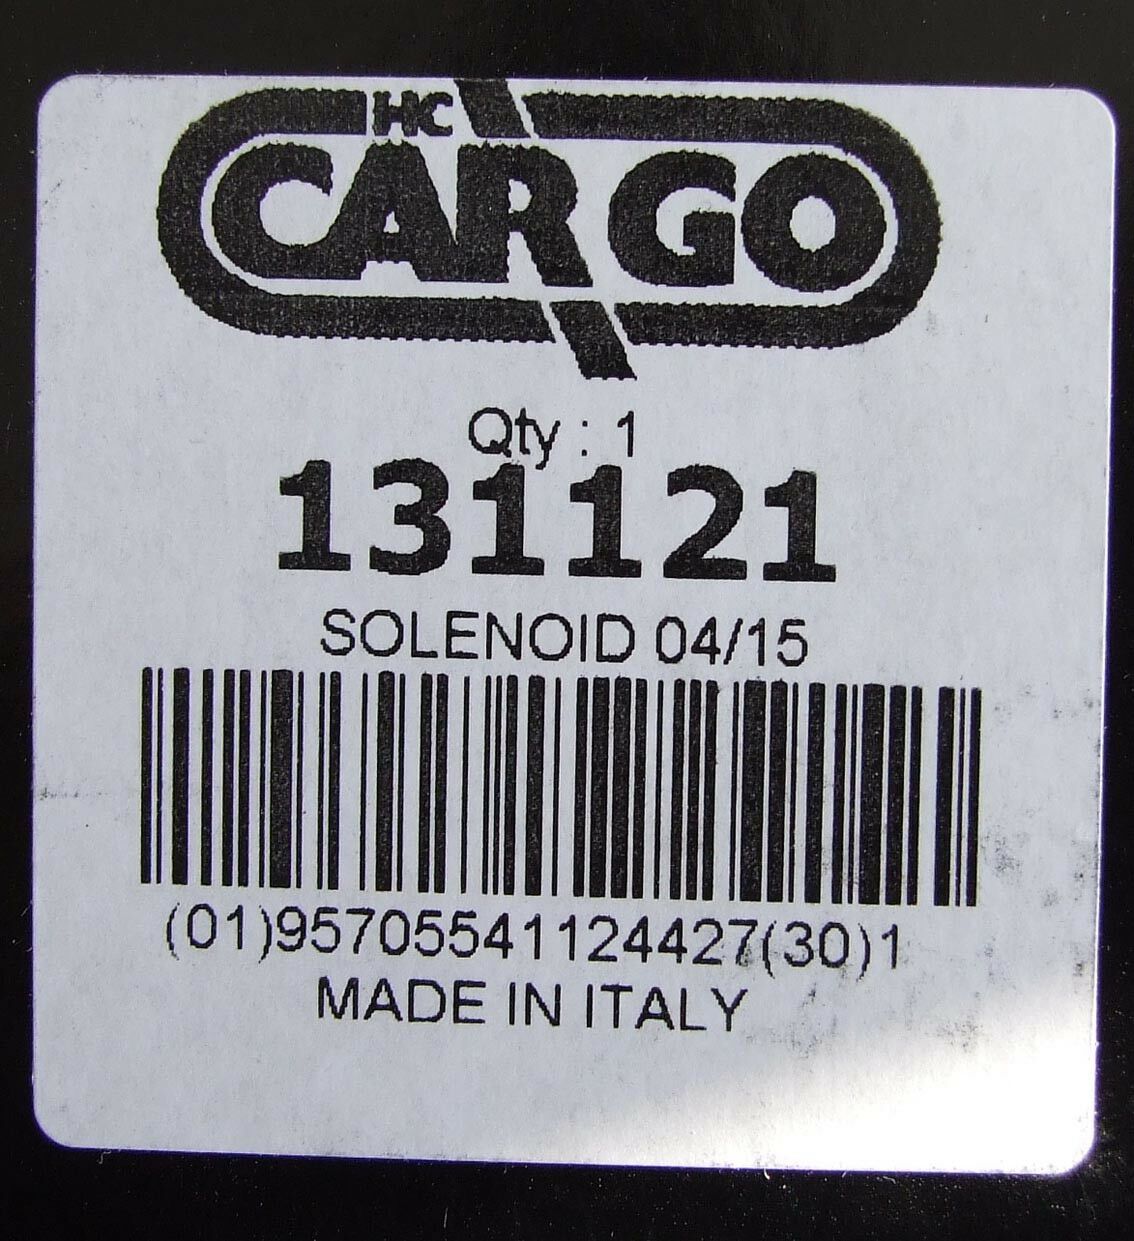 HC
CARGO
Qty : 1
131121
SOLENOID 04/15
(01)95705541124427(30)1
MADE IN ITALY